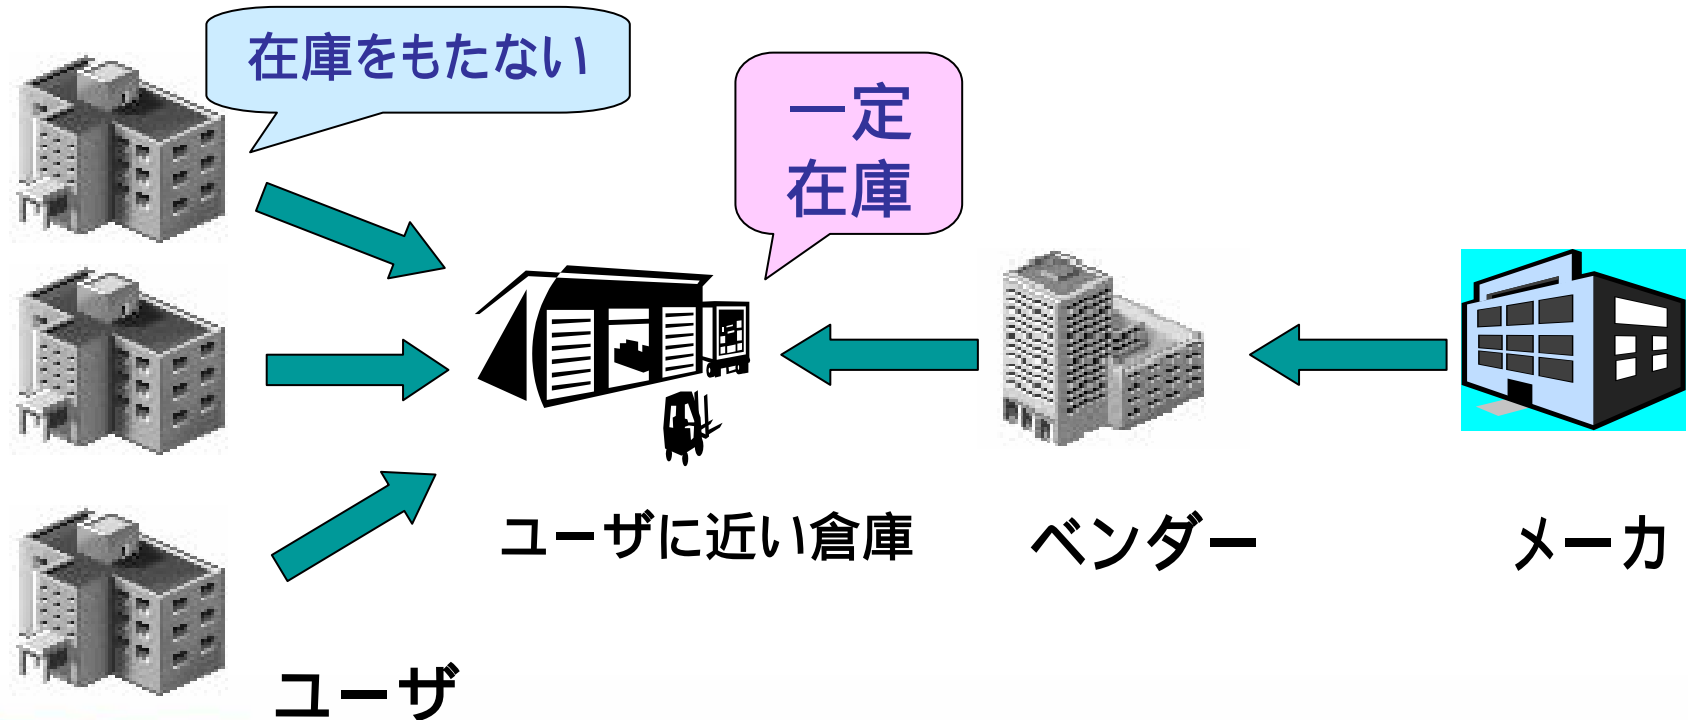 在庫をもたない
一定
在庫
ユーザに近い倉庫
ベンダー
メーカ
ユーザ